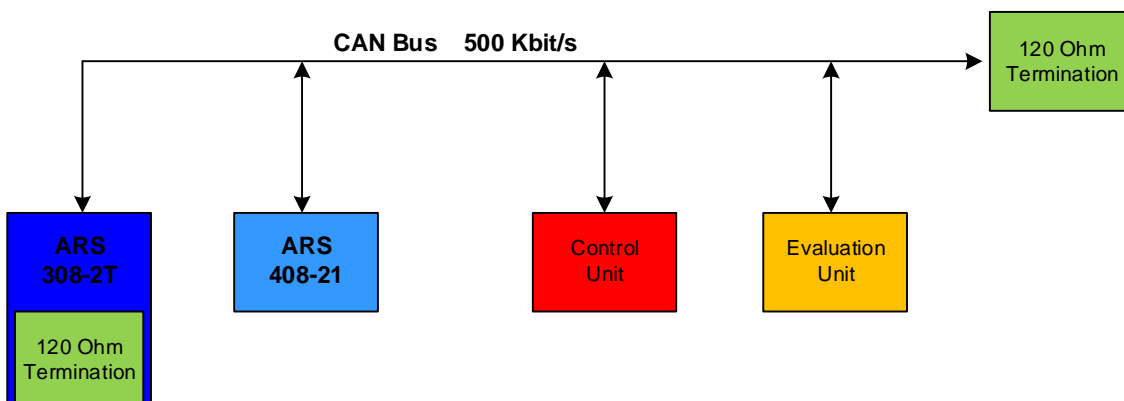 CAN Bus 500 Kbit/s
120 Ohm
Termination
ARS
308-2T
120 Ohm
Termination
ARS
408-21
Control
Unit
Evaluation
Unit